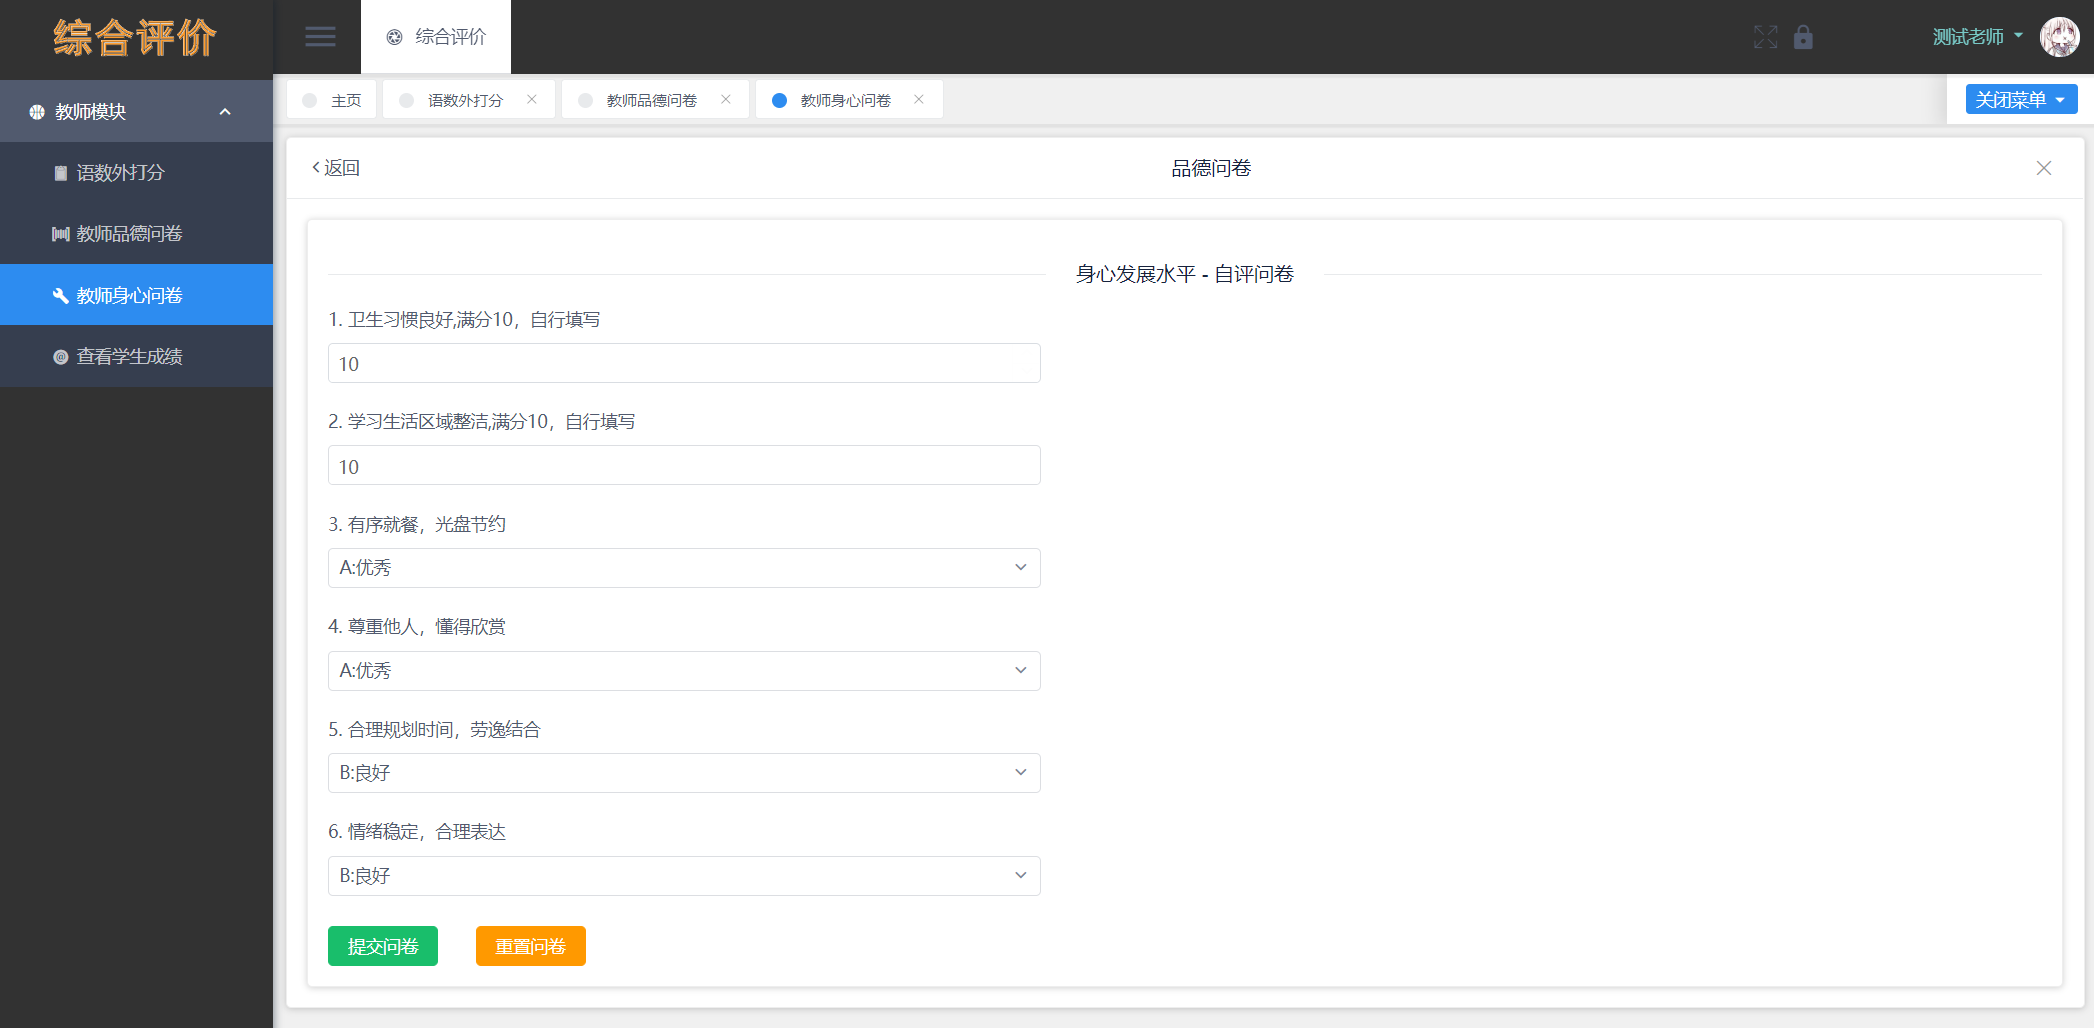 综合评价
综合评价
测试老师
教师模块
语数外打分
教师品德问卷
教师身心问卷
查看学生成绩
主页
语数外打分
教师品德问卷
教师身心问卷
关闭菜单
返回
品德问卷
身心发展水平 - 自评问卷
1. 卫生习惯良好,满分10，自行填写
10
2. 学习生活区域整洁,满分10，自行填写
10
3. 有序就餐，光盘节约
A:优秀
4. 尊重他人，懂得欣赏
A:优秀
5. 合理规划时间，劳逸结合
B:良好
6. 情绪稳定，合理表达
B:良好
提交问卷
重置问卷